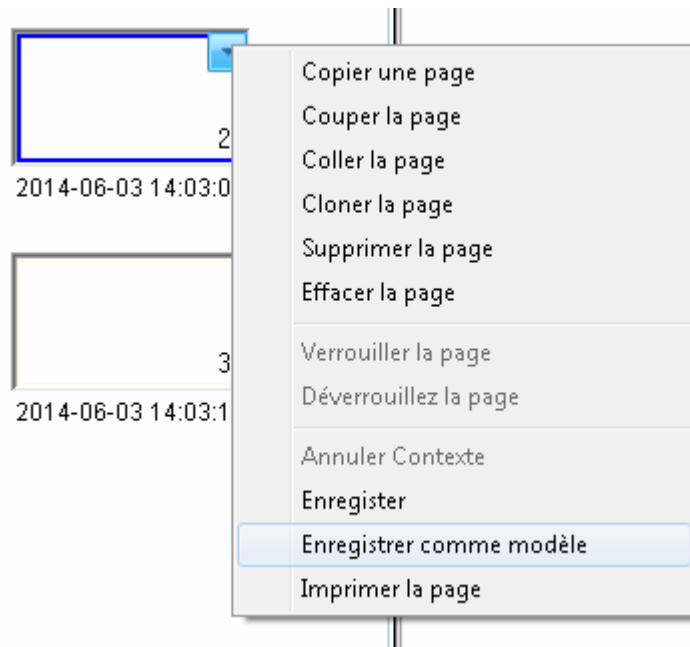 2
2014-06-03 14:03:0
3
2014-06-03 14:03:1
Copier une page
Couper la page
Coller la page
Cloner la page
Supprimer la page
Effacer la page
Verrouiller la page
Déverrouillez la page
Annuler Contexte
Enregister
Enregistrer comme modèle
Imprimer la page